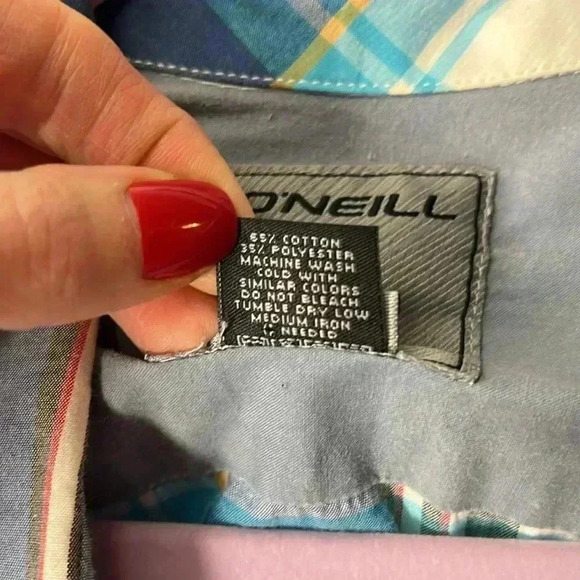 O'NEILL
65% COTTON
35% POLYESTER
MACHINE WASH
COLD WITH
SIMILAR COLORS
DO NOT BLEACH
TUMBLE DRY LOW
MEDIUM IRON
IF NEEDED